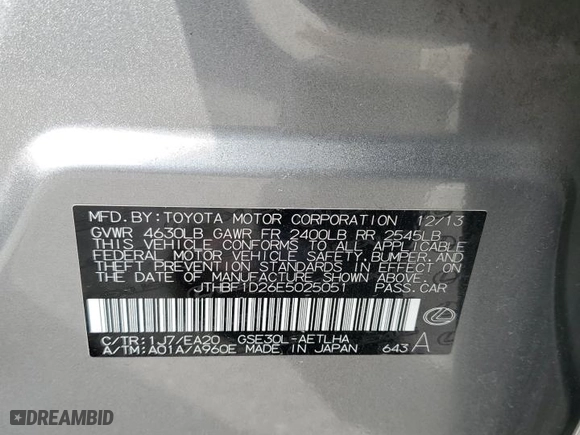 MFD. BY: TOYOTA MOTOR CORPORATION 12/13
GVWR 4630LB GAWR FR 2400LB RR 2545LB
THIS VEHICLE CONFORMS TO ALL APPLICABLE
FEDERAL MOTOR VEHICLE SAFETY, BUMPER, AND
THEFT PREVENTION STANDARDS IN EFFECT ON
THE DATE OF MANUFACTURE SHOWN ABOVE.
JTHBF1D26E5025051 PASS. CAR
C/TR: 1J7/EA20 GSE30L-AETLHA
A/TM: A01A/A960E MADE IN JAPAN 643 A
DREAMBID